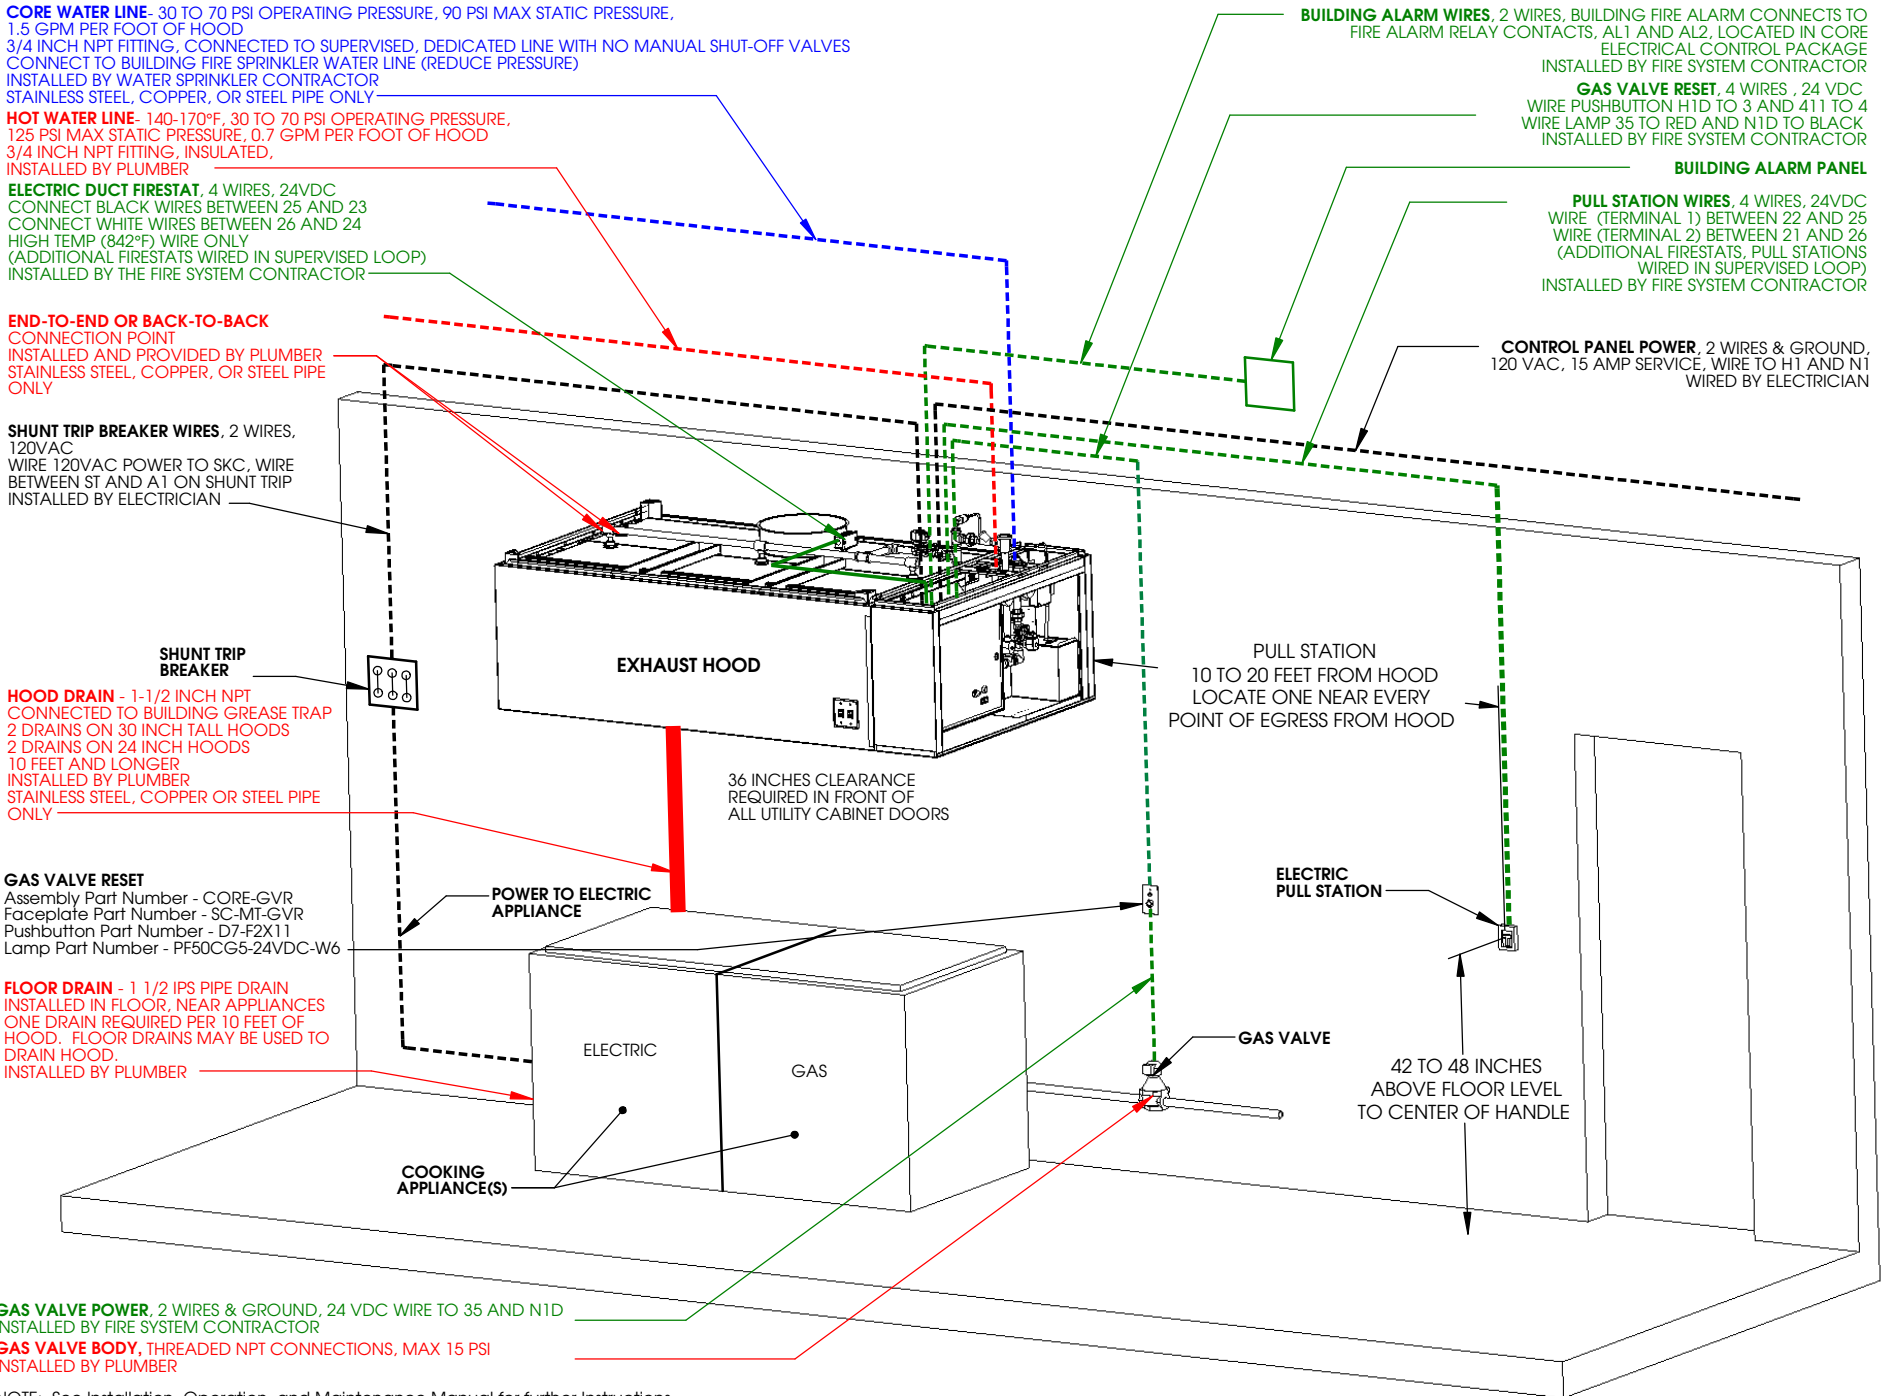 CORE WATER LINE- 30 TO 70 PSI OPERATING PRESSURE, 90 PSI MAX STATIC PRESSURE,
1.5 GPM PER FOOT OF HOOD
3/4 INCH NPT FITTING, CONNECTED TO SUPERVISED, DEDICATED LINE WITH NO MANUAL SHUT-OFF VALVES
CONNECT TO BUILDING FIRE SPRINKLER WATER LINE (REDUCE PRESSURE)
INSTALLED BY WATER SPRINKLER CONTRACTOR
STAINLESS STEEL, COPPER, OR STEEL PIPE ONLY
HOT WATER LINE- 140-170°F, 30 TO 70 PSI OPERATING PRESSURE,
125 PSI MAX STATIC PRESSURE, 0.7 GPM PER FOOT OF HOOD
3/4 INCH NPT FITTING, INSULATED,
INSTALLED BY PLUMBER
ELECTRIC DUCT FIRESTAT, 4 WIRES, 24VDC
CONNECT BLACK WIRES BETWEEN 25 AND 23
CONNECT WHITE WIRES BETWEEN 26 AND 24
HIGH TEMP (842°F) WIRE ONLY
(ADDITIONAL FIRESTATS WIRED IN SUPERVISED LOOP)
INSTALLED BY THE FIRE SYSTEM CONTRACTOR
END-TO-END OR BACK-TO-BACK
CONNECTION POINT
INSTALLED AND PROVIDED BY PLUMBER
STAINLESS STEEL, COPPER, OR STEEL PIPE
ONLY
SHUNT TRIP BREAKER WIRES, 2 WIRES,
120VAC
WIRE 120VAC POWER TO SKC, WIRE
BETWEEN ST AND A1 ON SHUNT TRIP
INSTALLED BY ELECTRICIAN
BUILDING ALARM WIRES, 2 WIRES, BUILDING FIRE ALARM CONNECTS TO
FIRE ALARM RELAY CONTACTS, AL1 AND AL2, LOCATED IN CORE
ELECTRICAL CONTROL PACKAGE
INSTALLED BY FIRE SYSTEM CONTRACTOR
GAS VALVE RESET, 4 WIRES , 24 VDC
WIRE PUSHBUTTON H1D TO 3 AND 411 TO 4
WIRE LAMP 35 TO RED AND N1D TO BLACK
INSTALLED BY FIRE SYSTEM CONTRACTOR
BUILDING ALARM PANEL
PULL STATION WIRES, 4 WIRES, 24VDC
WIRE (TERMINAL 1) BETWEEN 22 AND 25
WIRE (TERMINAL 2) BETWEEN 21 AND 26
(ADDITIONAL FIRESTATS, PULL STATIONS
WIRED IN SUPERVISED LOOP)
INSTALLED BY FIRE SYSTEM CONTRACTOR
CONTROL PANEL POWER, 2 WIRES & GROUND,
120 VAC, 15 AMP SERVICE, WIRE TO H1 AND N1
WIRED BY ELECTRICIAN
SHUNT TRIP
BREAKER
EXHAUST HOOD
PULL STATION
10 TO 20 FEET FROM HOOD
LOCATE ONE NEAR EVERY
POINT OF EGRESS FROM HOOD
HOOD DRAIN - 1-1/2 INCH NPT
CONNECTED TO BUILDING GREASE TRAP
2 DRAINS ON 30 INCH TALL HOODS
2 DRAINS ON 24 INCH HOODS
10 FEET AND LONGER
INSTALLED BY PLUMBER
STAINLESS STEEL, COPPER OR STEEL PIPE
ONLY
36 INCHES CLEARANCE
REQUIRED IN FRONT OF
ALL UTILITY CABINET DOORS
GAS VALVE RESET
Assembly Part Number - CORE-GVR
Faceplate Part Number - SC-MT-GVR
Pushbutton Part Number - D7-F2X11
Lamp Part Number - PF50CG5-24VDC-W6
POWER TO ELECTRIC
APPLIANCE
ELECTRIC
PULL STATION
FLOOR DRAIN - 1 1/2 IPS PIPE DRAIN
INSTALLED IN FLOOR, NEAR APPLIANCES
ONE DRAIN REQUIRED PER 10 FEET OF
HOOD. FLOOR DRAINS MAY BE USED TO
DRAIN HOOD.
INSTALLED BY PLUMBER
ELECTRIC
GAS
GAS VALVE
42 TO 48 INCHES
ABOVE FLOOR LEVEL
TO CENTER OF HANDLE
COOKING
APPLIANCE(S)
GAS VALVE POWER, 2 WIRES & GROUND, 24 VDC WIRE TO 35 AND N1D
INSTALLED BY FIRE SYSTEM CONTRACTOR
GAS VALVE BODY, THREADED NPT CONNECTIONS, MAX 15 PSI
INSTALLED BY PLUMBER
NOTE: See Installation, Operation, and Maintenance Manual for further Instructions